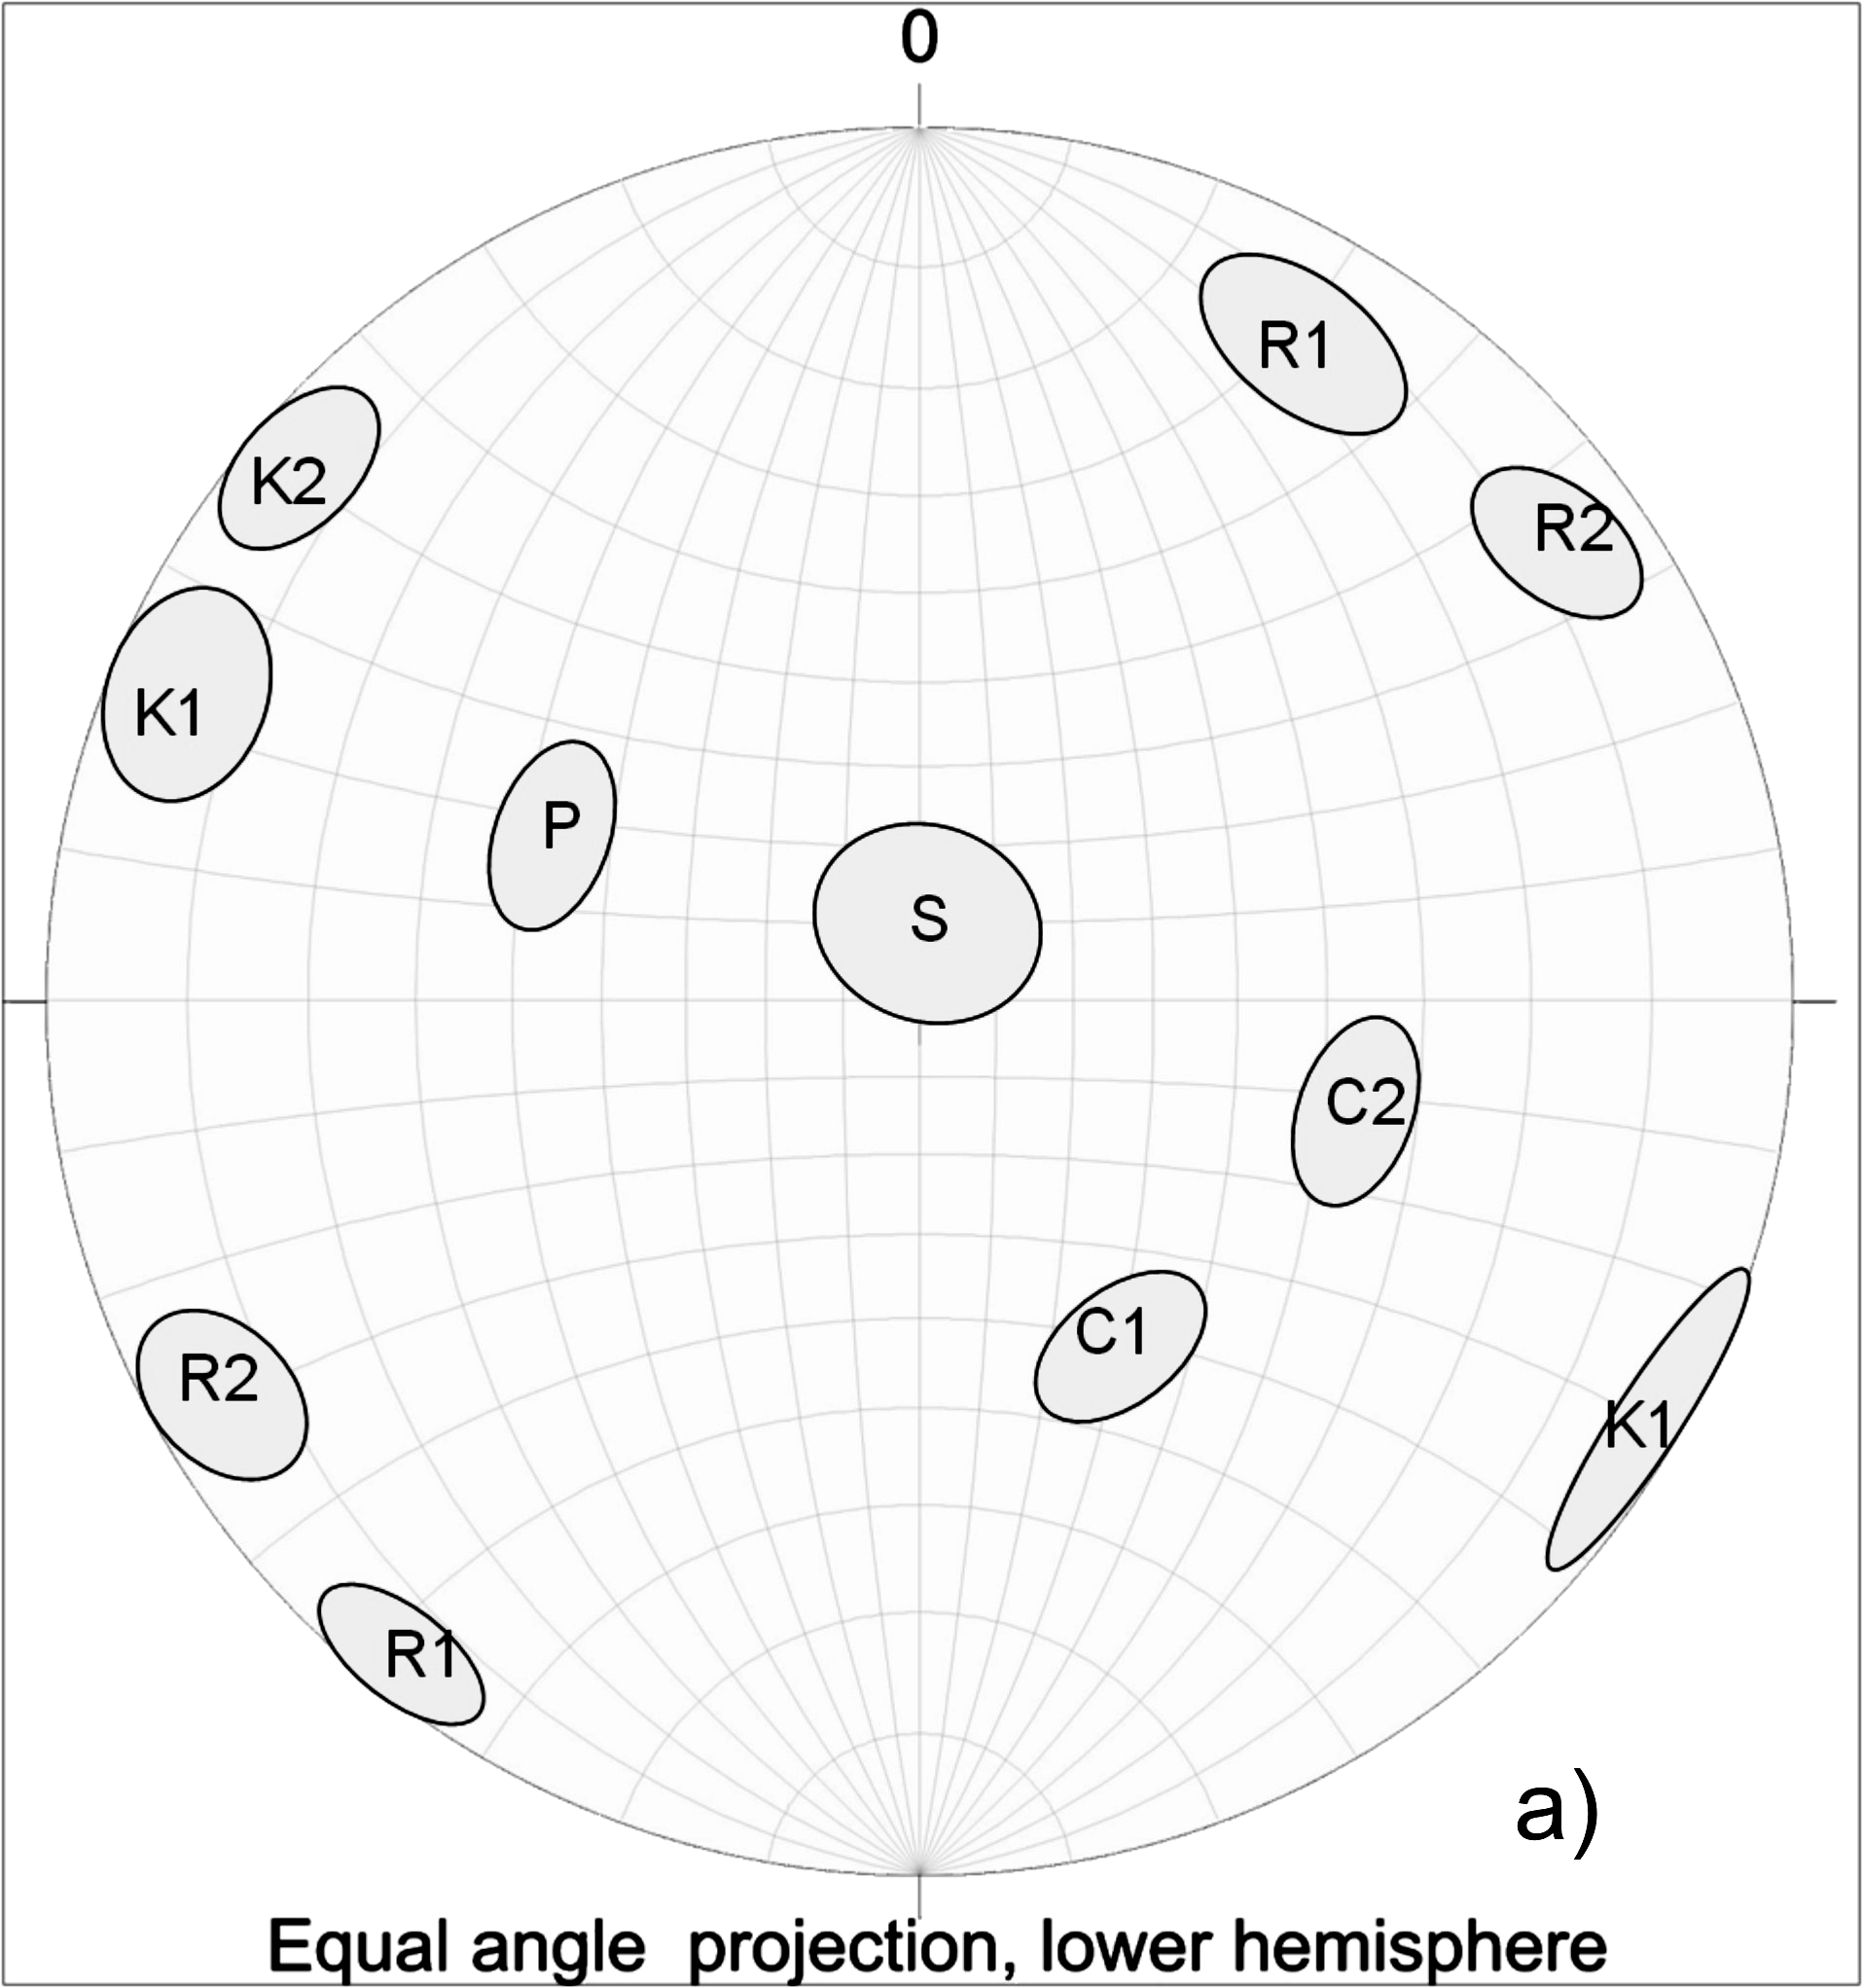 0
R1
K2
R2
K1
P
S
C2
C1
R2
K1
R1
a)
Equal angle projection, lower hemisphere